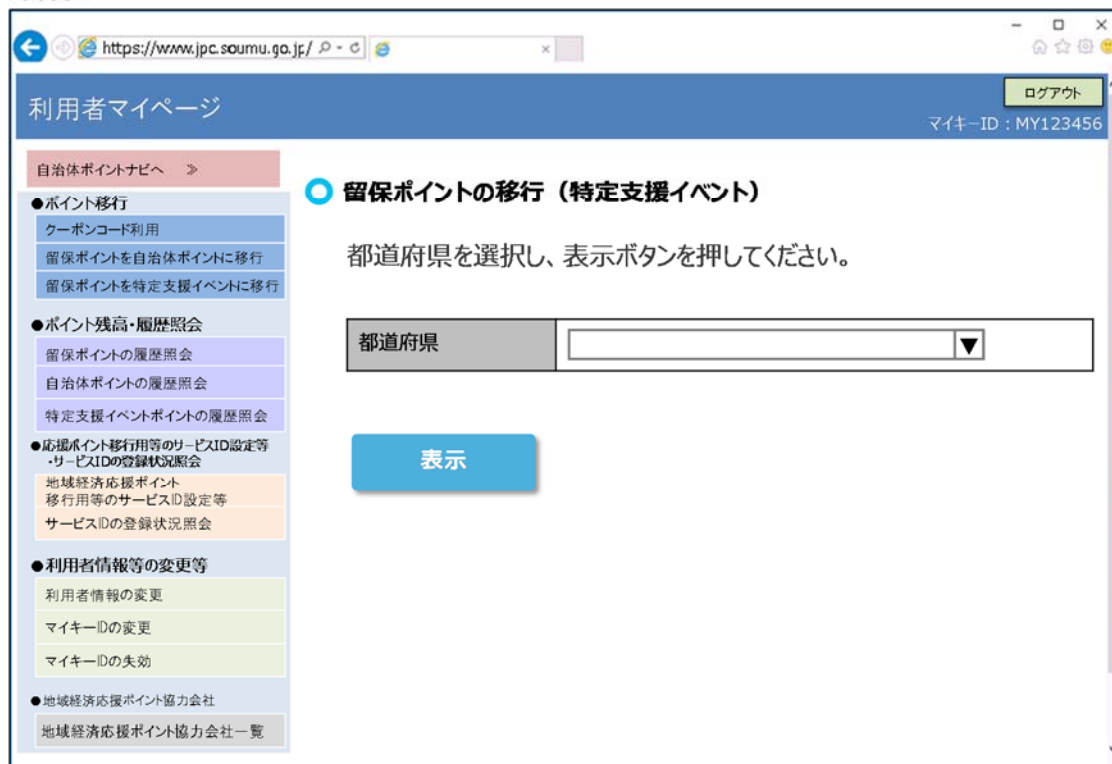 https://www.jpc.soumu.go.jp/
利用者マイページ
ログアウト
マイキーID：MY123456
自治体ポイントナビへ ≫
●ポイント移行
クーポンコード利用
留保ポイントを自治体ポイントに移行
留保ポイントを特定支援イベントに移行
●ポイント残高・履歴照会
留保ポイントの履歴照会
自治体ポイントの履歴照会
特定支援イベントポイントの履歴照会
●応援ポイント移行用等のサービスID設定等
・サービスIDの登録状況照会
地域経済応援ポイント
移行用等のサービスID設定等
サービスIDの登録状況照会
●利用者情報等の変更等
利用者情報の変更
マイキーIDの変更
マイキーIDの失効
●地域経済応援ポイント協力会社
地域経済応援ポイント協力会社一覧
留保ポイントの移行（特定支援イベント）
都道府県を選択し、表示ボタンを押してください。
都道府県
▼
表示